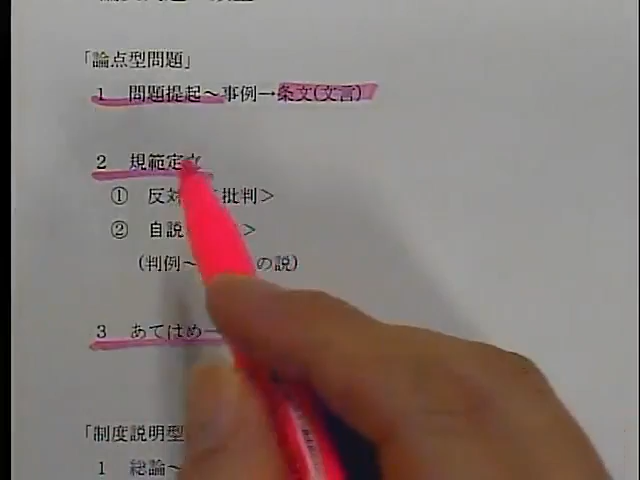 「論点型問題」
1 問題提起～事例→条文(文言)
2 規範定立
① 反対 批判＞
② 自説 ＞
(判例～ の説)
3 あてはめ―
「制度説明型
1 総論～